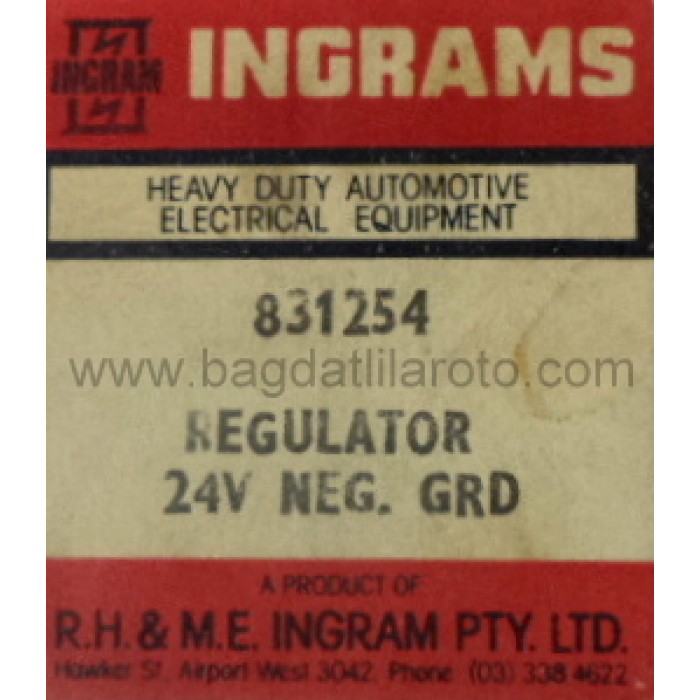 INGRAM
INGRAMS
HEAVY DUTY AUTOMOTIVE
ELECTRICAL EQUIPMENT
831254
www.bagdatlilaroto.com
REGULATOR
24V NEG. GRD
A PRODUCT OF
R.H. & M.E. INGRAM PTY. LTD.
Hawker St, Airport West 3042, Phone (03) 338 4622